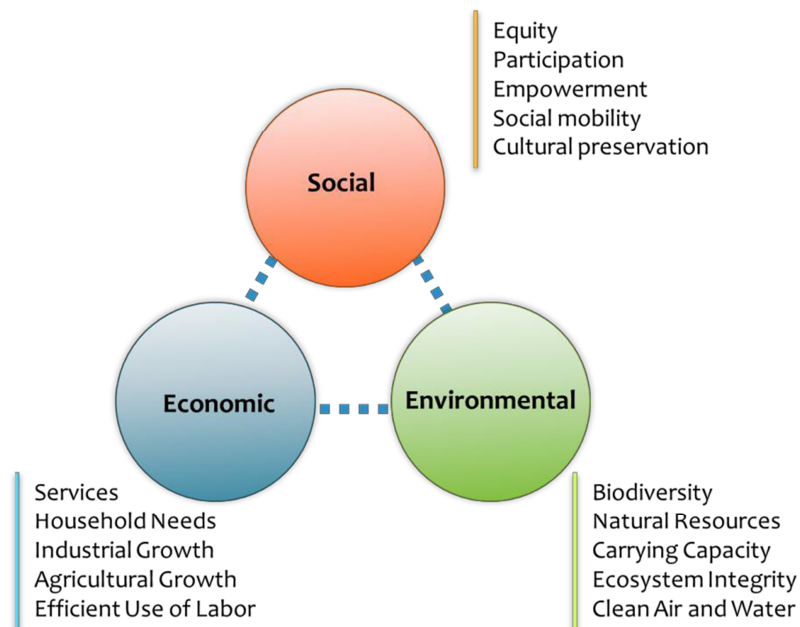 Equity
Participation
Empowerment
Social mobility
Cultural preservation
Social
Economic
Environmental
Services
Household Needs
Industrial Growth
Agricultural Growth
Efficient Use of Labor
Biodiversity
Natural Resources
Carrying Capacity
Ecosystem Integrity
Clean Air and Water